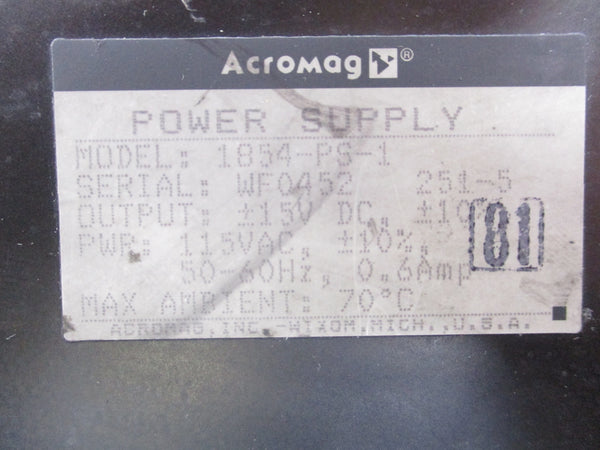 Acromag ®
POWER SUPPLY
MODEL: 1854-PS-1
SERIAL: WF0452 251-5
OUTPUT: ±15V DC,
PWR: 115VAC, ±10%,
50-60Hz, 0.6Amp
81
MAX AMBIENT: 70°C
ACROMAG, INC.-WIXOM, MICH., U.S.A.